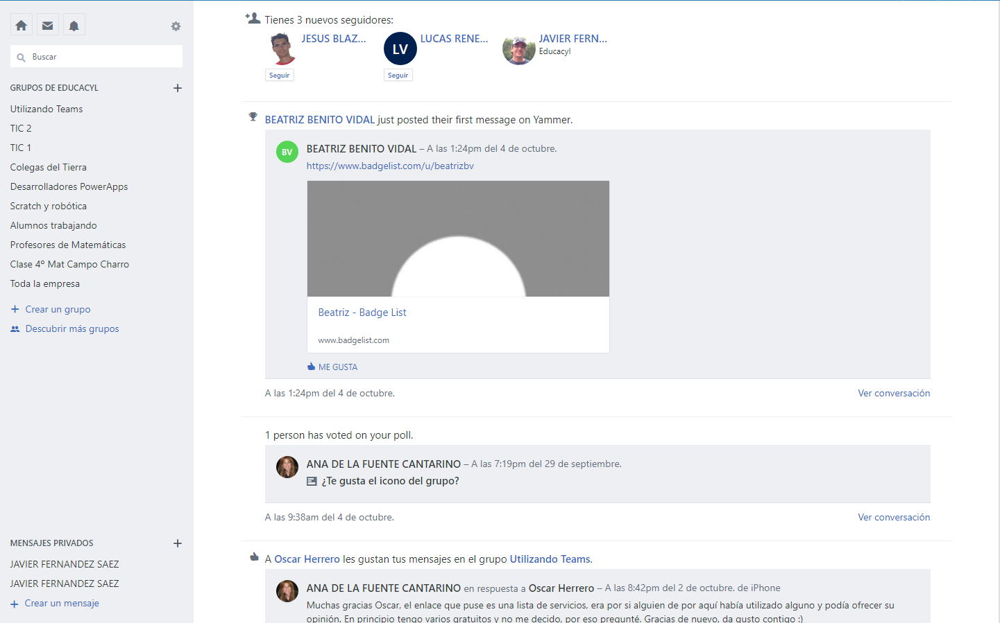 Buscar
GRUPOS DE EDUCACYL
Utilizando Teams
TIC 2
TIC 1
Colegas del Tierra
Desarrolladores PowerApps
Scratch y robótica
Alumnos trabajando
Profesores de Matemáticas
Clase 4º Mat Campo Charro
Toda la empresa
Crear un grupo
Descubrir más grupos
MENSAJES PRIVADOS
JAVIER FERNANDEZ SAEZ
JAVIER FERNANDEZ SAEZ
Crear un mensaje
Tienes 3 nuevos seguidores:
JESUS BLAZ...
Seguir
LV
LUCAS RENE...
Seguir
JAVIER FERN...
Educacyl
BEATRIZ BENITO VIDAL just posted their first message on Yammer.
BV
BEATRIZ BENITO VIDAL – A las 1:24pm del 4 de octubre.
https://www.badgelist.com/u/beatrizbv
Beatriz - Badge List
www.badgelist.com
ME GUSTA
A las 1:24pm del 4 de octubre.
Ver conversación
1 person has voted on your poll.
ANA DE LA FUENTE CANTARINO – A las 7:19pm del 29 de septiembre.
¿Te gusta el icono del grupo?
A las 9:38am del 4 de octubre.
Ver conversación
A Oscar Herrero les gustan tus mensajes en el grupo Utilizando Teams.
ANA DE LA FUENTE CANTARINO en respuesta a Oscar Herrero – A las 8:42pm del 2 de octubre. de iPhone
Muchas gracias Oscar, el enlace que puse es una lista de servicios, era por si alguien de por aquí había utilizado alguno y podía ofrecer su
opinión. En principio tengo varios gratuitos y no me decido, por eso pregunté. Gracias de nuevo, da gusto contigo :)